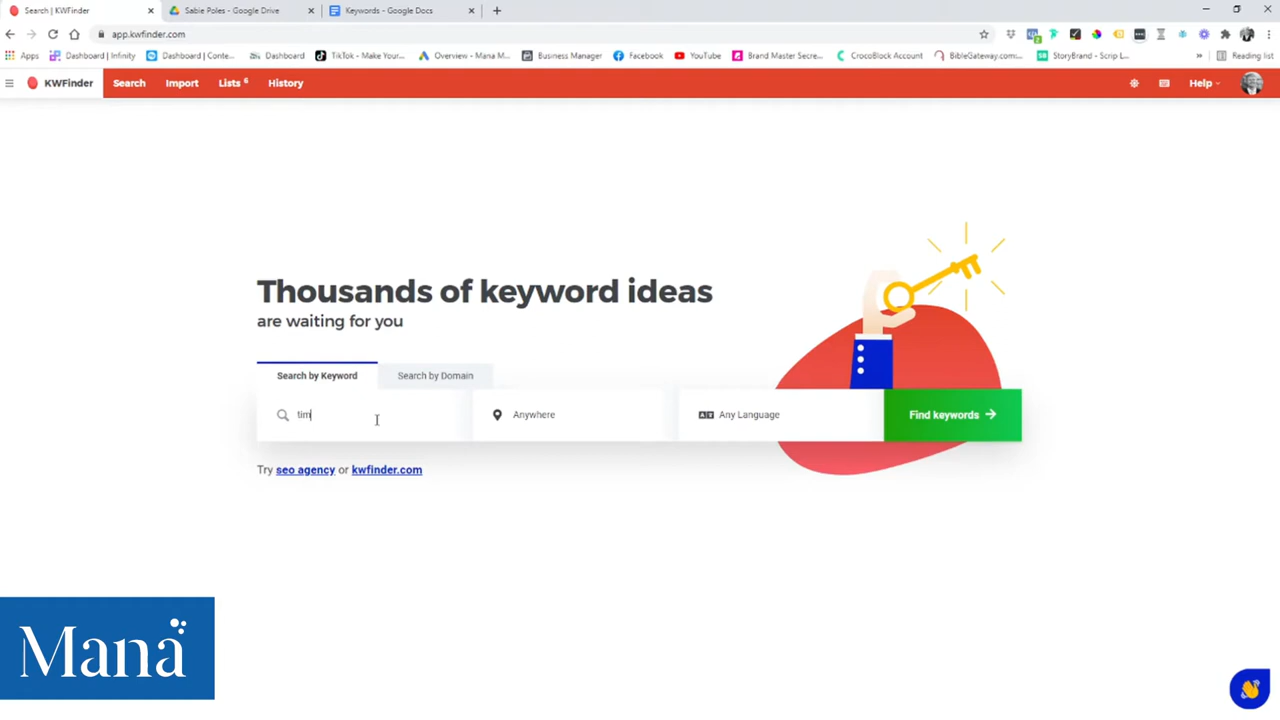 Search | KWFinder
Sabie Poles - Google Drive
Keywords - Google Docs
app.kwfinder.com
Apps
Dashboard | Infinity
Dashboard | Conte...
Dashboard
TikTok - Make Your...
Overview - Mana M...
Business Manager
Facebook
YouTube
Brand Master Secre...
CrocoBlock Account
BibleGateway.com:...
StoryBrand - Scrip L...
»
Reading list
KWFinder
Search
Import
Lists 6
History
Help
Thousands of keyword ideas
are waiting for you
Search by Keyword
Search by Domain
tim
Anywhere
Any Language
Find keywords
Try seo agency or kwfinder.com
Mana